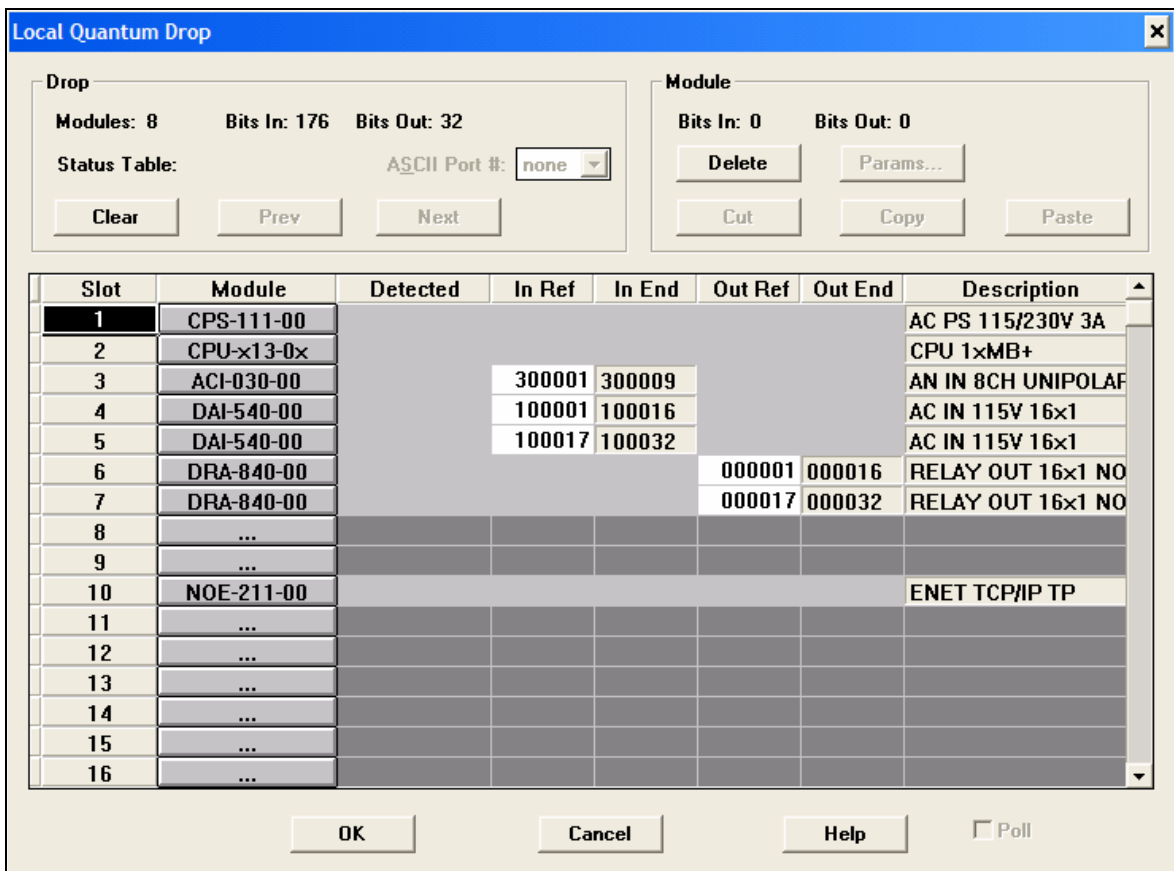 Local Quantum Drop
Drop
Modules: 8 Bits In: 176 Bits Out: 32
Status Table: ASCII Port #: none
Clear Prev Next
Module
Bits In: 0 Bits Out: 0
Delete Params...
Cut Copy Paste
Slot Module Detected In Ref In End Out Ref Out End Description
1 CPS-111-00 AC PS 115/230V 3A
2 CPU-x13-0x CPU 1xMB+
3 ACI-030-00 300001 300009 AN IN 8CH UNIPOLAR
4 DAI-540-00 100001 100016 AC IN 115V 16x1
5 DAI-540-00 100017 100032 AC IN 115V 16x1
6 DRA-840-00 000001 000016 RELAY OUT 16x1 NO
7 DRA-840-00 000017 000032 RELAY OUT 16x1 NO
8 ...
9 ...
10 NOE-211-00 ENET TCP/IP TP
11 ...
12 ...
13 ...
14 ...
15 ...
16 ...
OK Cancel Help Poll